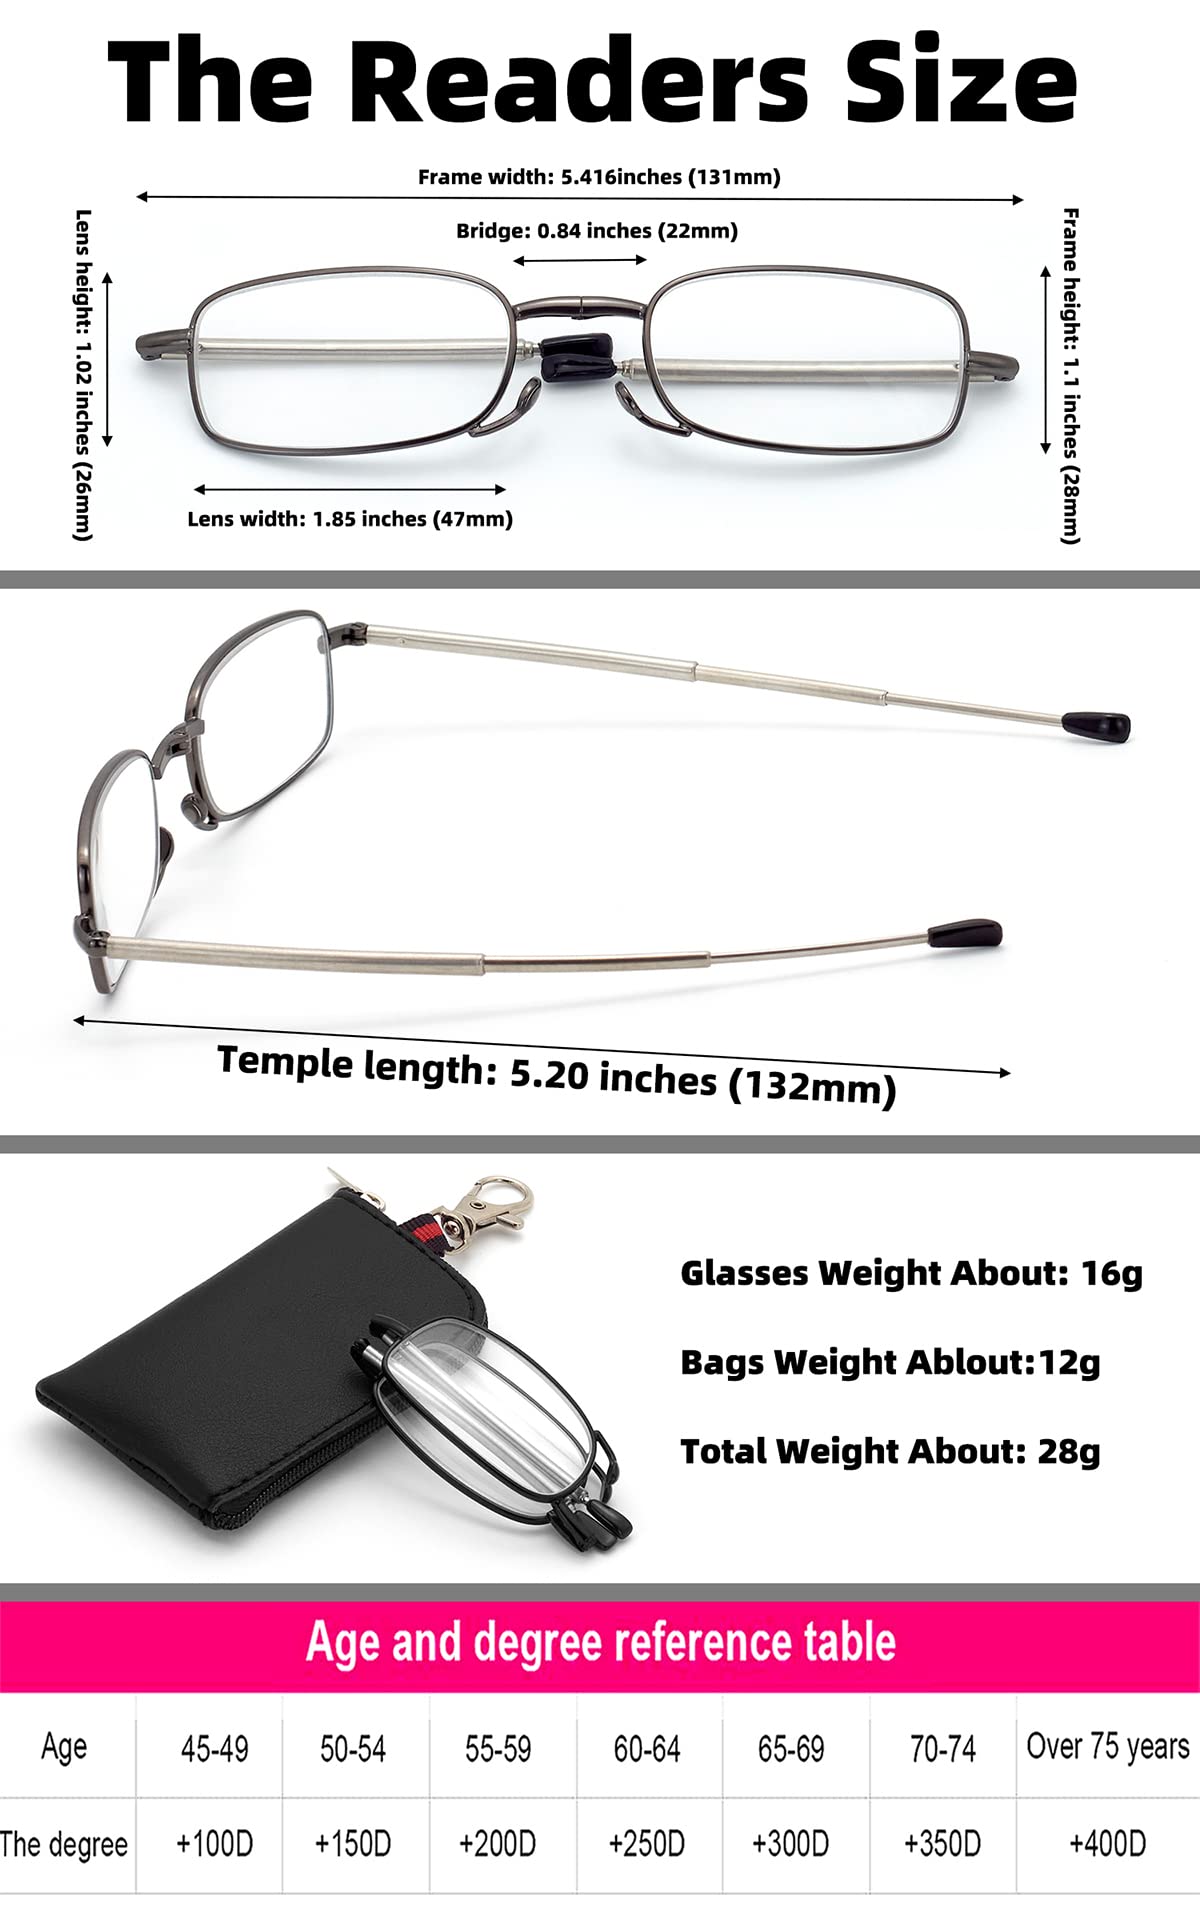 The Readers Size
Frame width: 5.416inches (131mm)
Bridge: 0.84 inches (22mm)
Lens height: 1.02 inches (26mm)
Frame height: 1.1 inches (28mm)
Lens width: 1.85 inches (47mm)
Temple length: 5.20 inches (132mm)
Glasses Weight About: 16g
Bags Weight Ablout:12g
Total Weight About: 28g
Age and degree reference table
Age 45-49 50-54 55-59 60-64 65-69 70-74 Over 75 years
The degree +100D +150D +200D +250D +300D +350D +400D